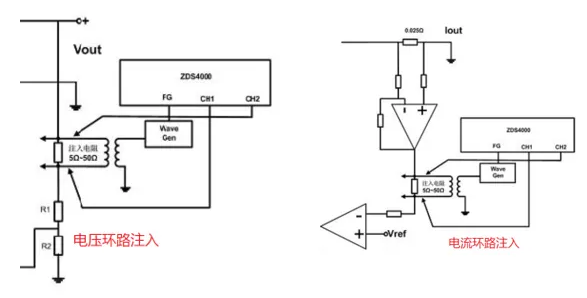 +
Vout
ZDS4000
FG
CH1
CH2
Wave
Gen
注入电阻
5Ω~50Ω
R1
R2
电压环路注入
0.025Ω
Iout
-
+
ZDS4000
FG
CH1
CH2
Wave
Gen
注入电阻
5Ω~50Ω
-
+
Vref
电流环路注入